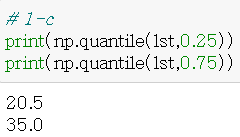 # 1-c
print(np.quantile(lst,0.25))
print(np.quantile(lst,0.75))
20.5
35.0